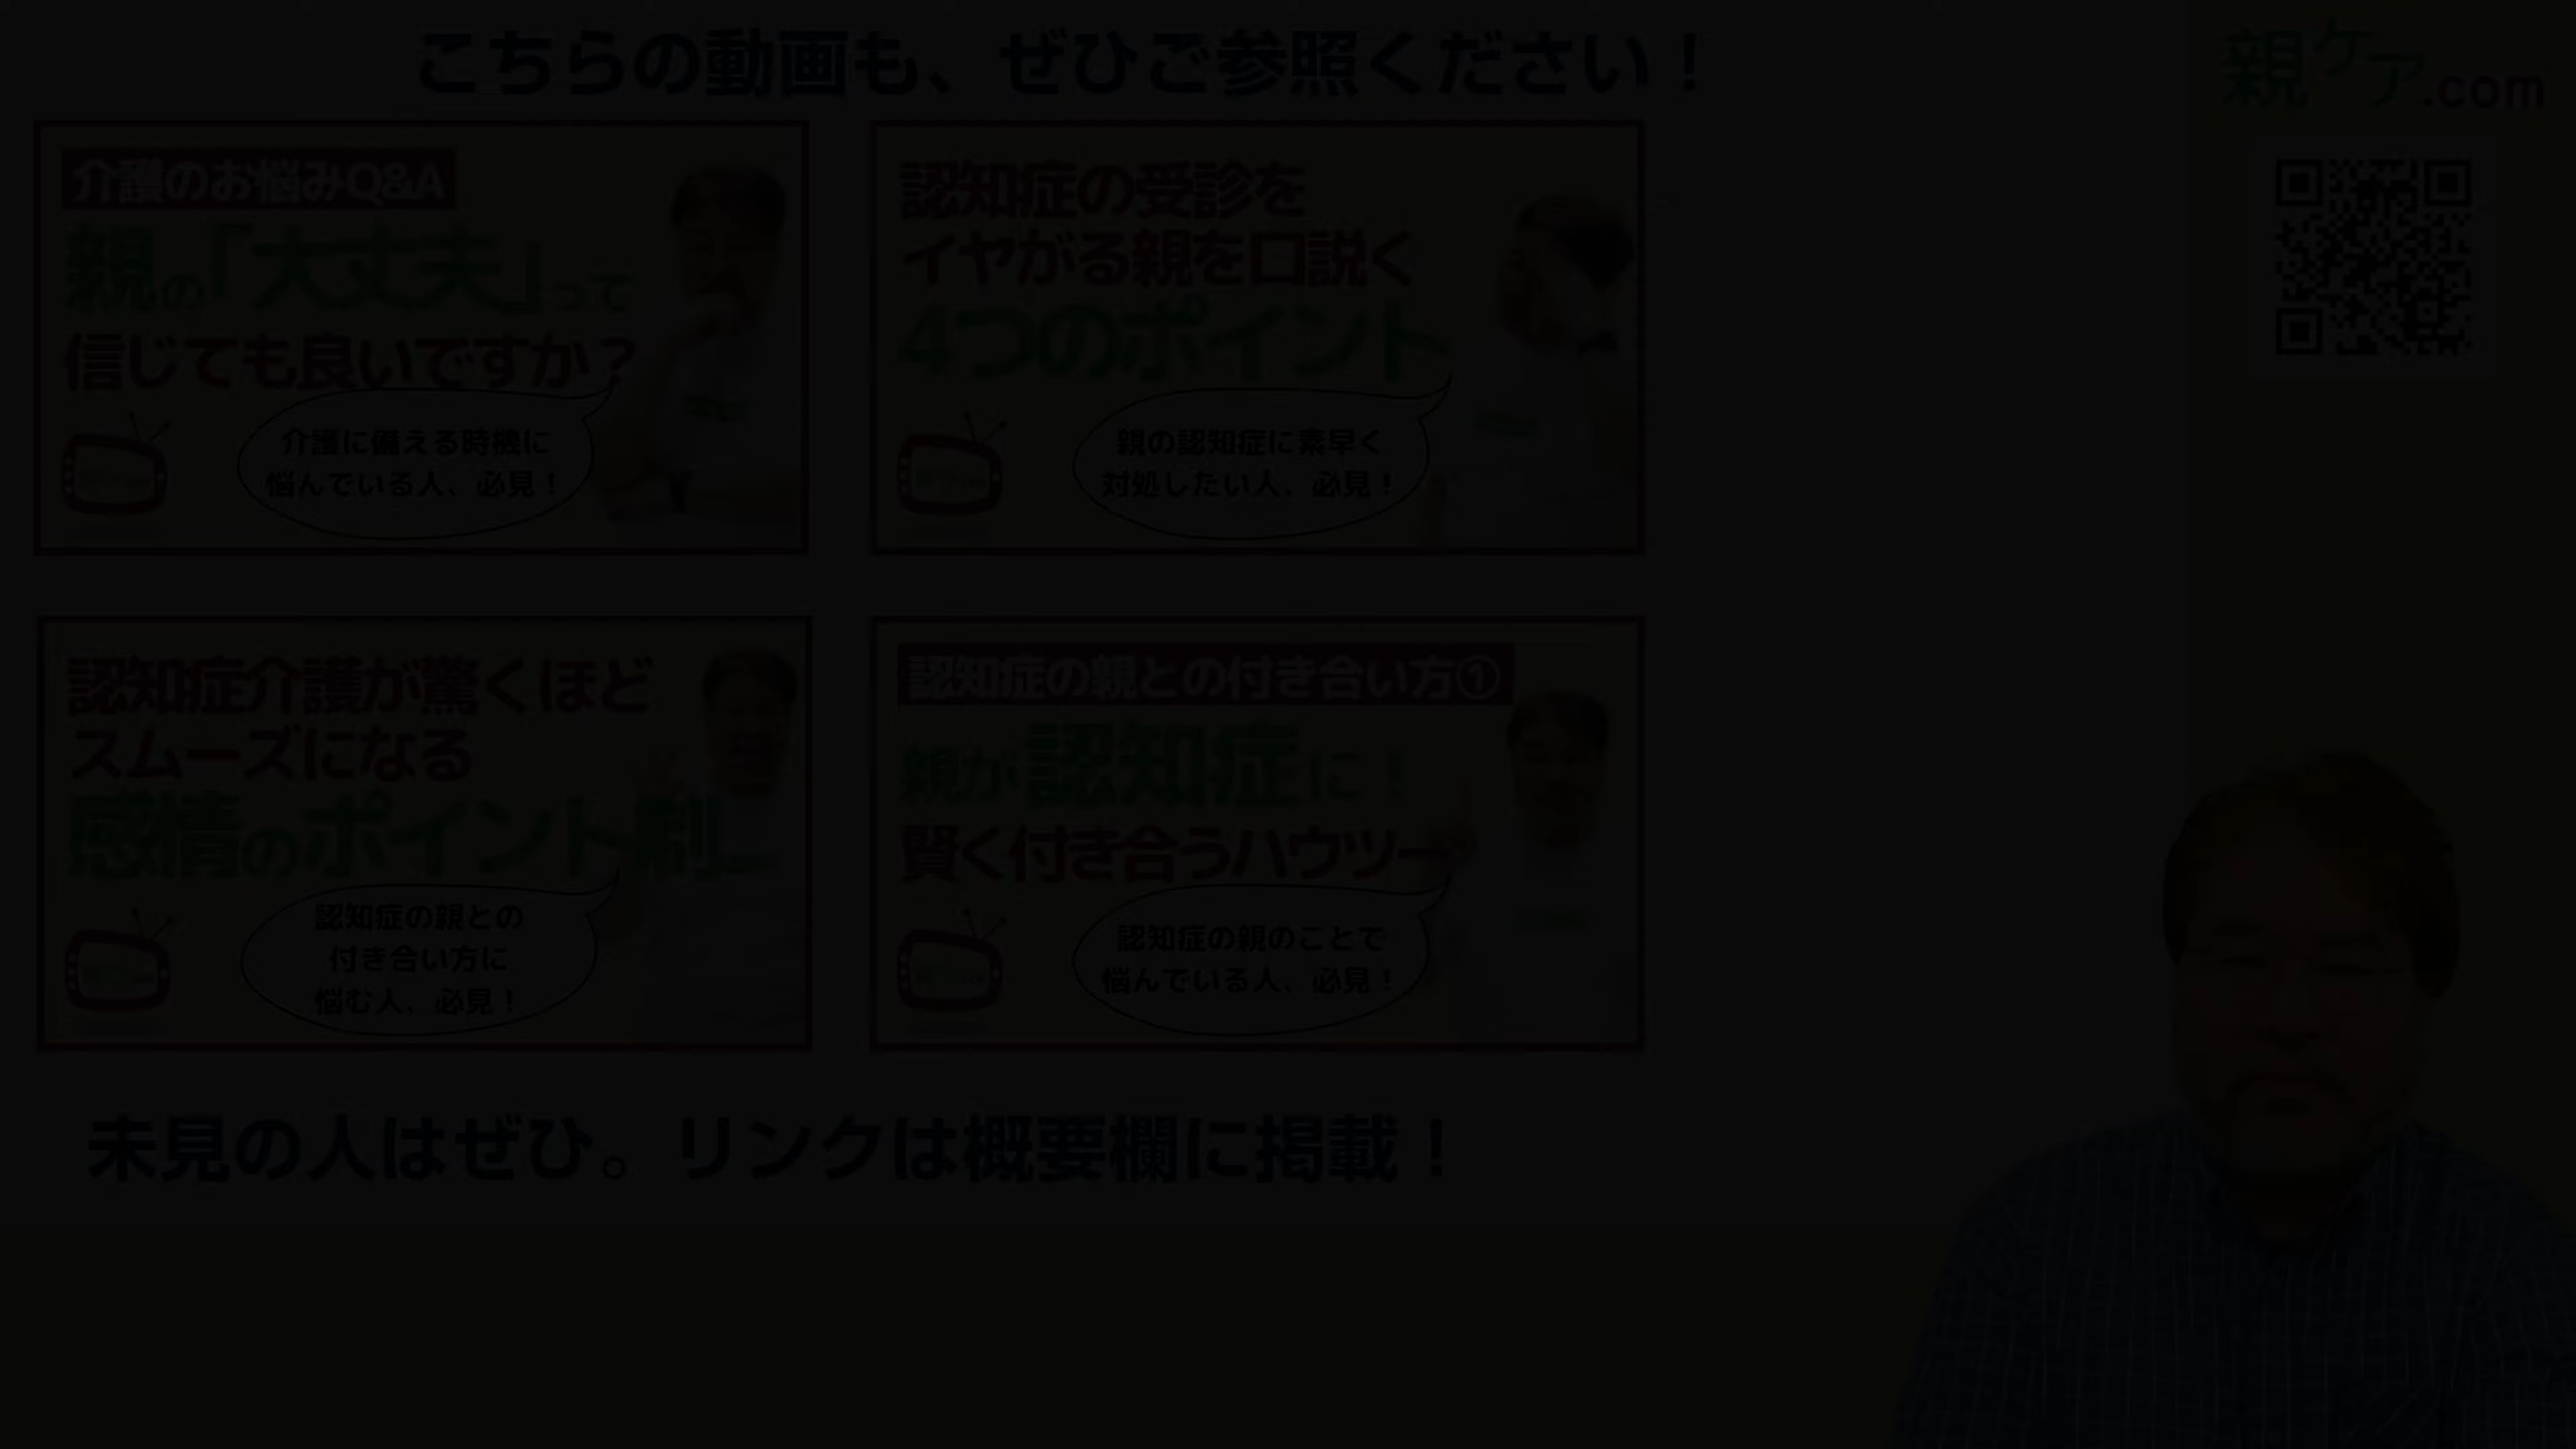 こちらの動画も、ぜひご参照ください！
親ケア.com
介護のお悩みQ&A
親の「大丈夫」って
信じても良いですか？
介護に備える時機に
悩んでいる人、必見！
認知症の受診を
イヤがる親を口説く
4つのポイント
親の認知症に素早く
対処したい人、必見！
認知症介護が驚くほど
スムーズになる
感情のポイント制
認知症の親との
付き合い方に
悩む人、必見！
認知症の親との付き合い方①
親が認知症に！
賢く付き合うハウツー
認知症の親のことで
悩んでいる人、必見！
未見の人はぜひ。リンクは概要欄に掲載！